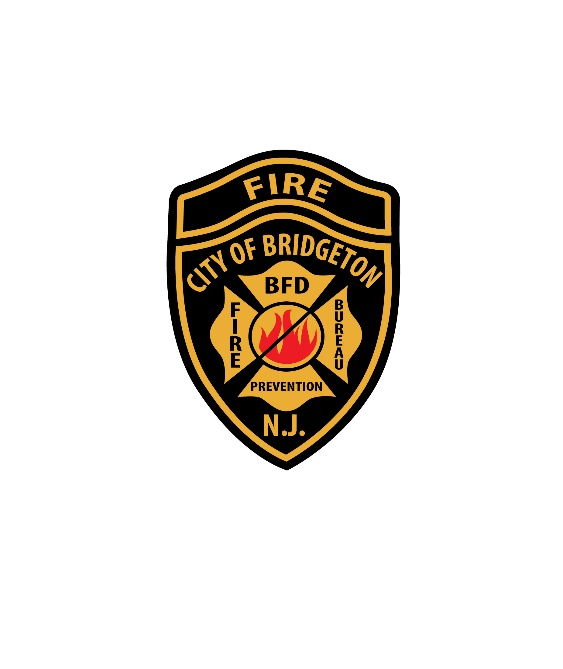 FIRE
CITY OF BRIDGETON
BFD
FIRE
BUREAU
PREVENTION
N.J.